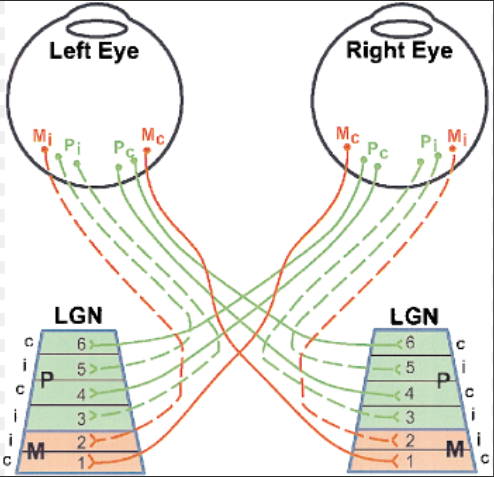 Left Eye Right Eye
Mi Pi Pc Mc Mc Pc Pi Mi
LGN LGN
c 6 6 c
i 5 5 i
P P
c 4 4 c
i 3 3 i
i 2 2 i
M M
c 1 1 c